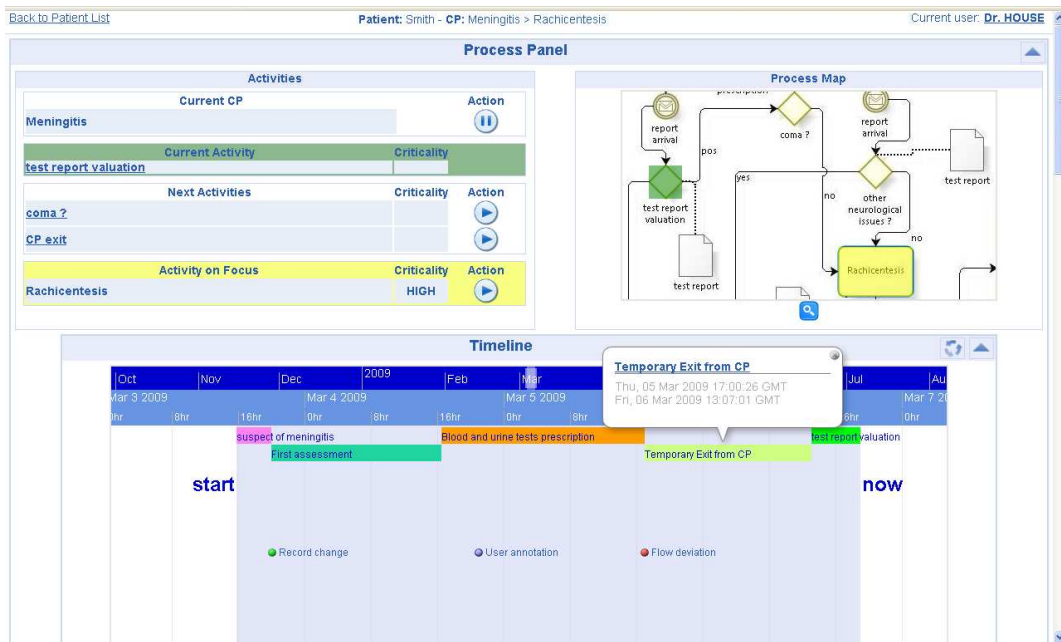 Back to Patient List
Patient: Smith - CP: Meningitis > Rachicentesis
Current user: Dr. HOUSE
Process Panel
Activities
Current CP
Action
Meningitis
Current Activity
Criticality
test report valuation
Next Activities
Criticality
Action
coma ?
CP exit
Activity on Focus
Criticality
Action
Rachicentesis
HIGH
Process Map
prescription
report
arrival
coma ?
report
arrival
pos
test report
yes
no
other
neurological
issues ?
test report
valuation
no
Rachicentesis
test report
Timeline
Temporary Exit from CP
Thu, 05 Mar 2009 17:00:26 GMT
Fri, 06 Mar 2009 13:07:01 GMT
Oct
Nov
Dec
2009
Feb
Mar
Jul
Au
Mar 3 2009
Mar 4 2009
Mar 5 2009
Mar 7 20
0hr
8hr
16hr
0hr
8hr
16hr
0hr
8hr
0hr
suspect of meningitis
Blood and urine tests prescription
test report valuation
First assessment
Temporary Exit from CP
start
now
Record change
User annotation
Flow deviation